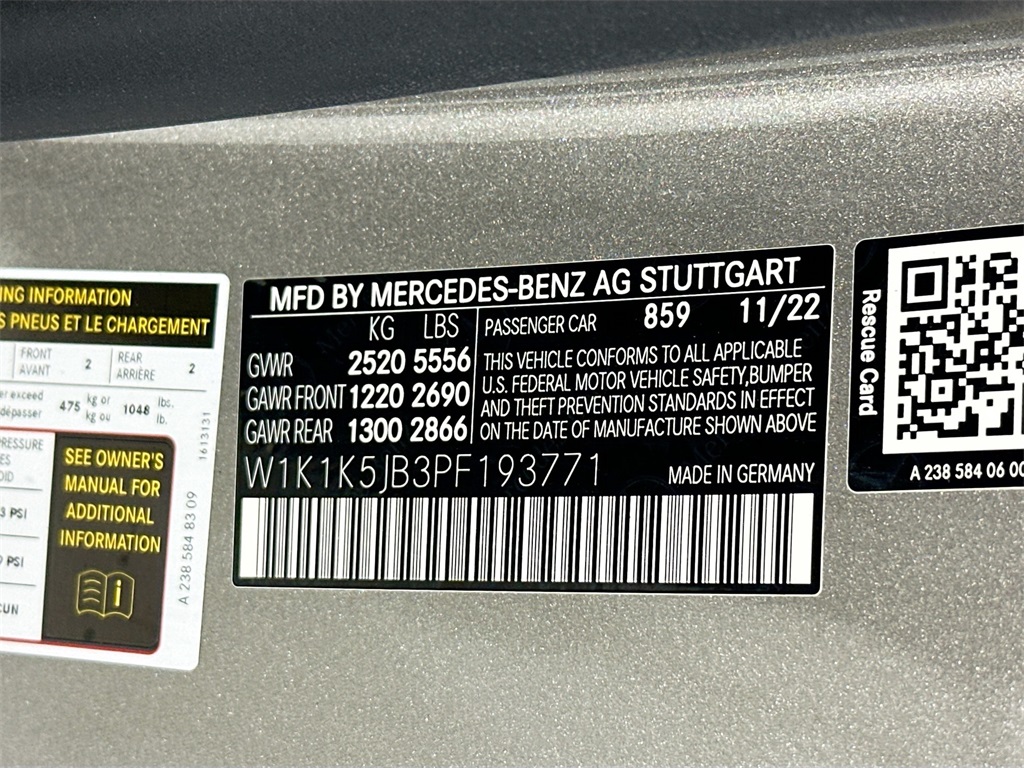 NG INFORMATION
S PNEUS ET LE CHARGEMENT
FRONT
AVANT
2
REAR
ARRIÈRE
2
er exceed
dépasser
475
kg or
kg ou
1048
lbs.
lb.
1613131
PRESSURE
SEE OWNER'S
MANUAL FOR
ADDITIONAL
INFORMATION
PSI
PSI
CUN
A 238 584 83 09
MFD BY MERCEDES-BENZ AG STUTTGART
KG LBS
GVWR 2520 5556
GAWR FRONT 1220 2690
GAWR REAR 1300 2866
PASSENGER CAR 859 11/22
THIS VEHICLE CONFORMS TO ALL APPLICABLE
U.S. FEDERAL MOTOR VEHICLE SAFETY,BUMPER
AND THEFT PREVENTION STANDARDS IN EFFECT
ON THE DATE OF MANUFACTURE SHOWN ABOVE
W1K1K5JB3PF193771
MADE IN GERMANY
Rescue Card
A 238 584 06 00